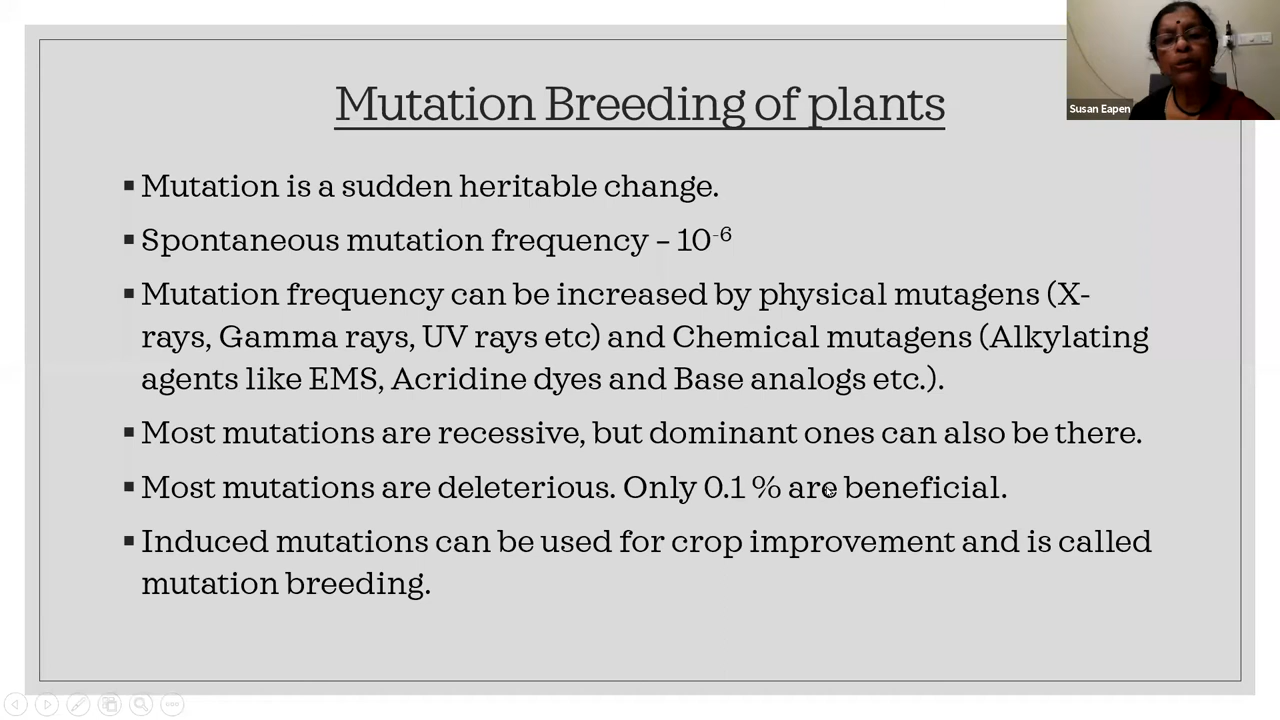 Mutation Breeding of plants
Susan Eapen
▪ Mutation is a sudden heritable change.
▪ Spontaneous mutation frequency – 10⁻⁶
▪ Mutation frequency can be increased by physical mutagens (X-
rays, Gamma rays, UV rays etc) and Chemical mutagens (Alkylating
agents like EMS, Acridine dyes and Base analogs etc.).
▪ Most mutations are recessive, but dominant ones can also be there.
▪ Most mutations are deleterious. Only 0.1 % are beneficial.
▪ Induced mutations can be used for crop improvement and is called
mutation breeding.